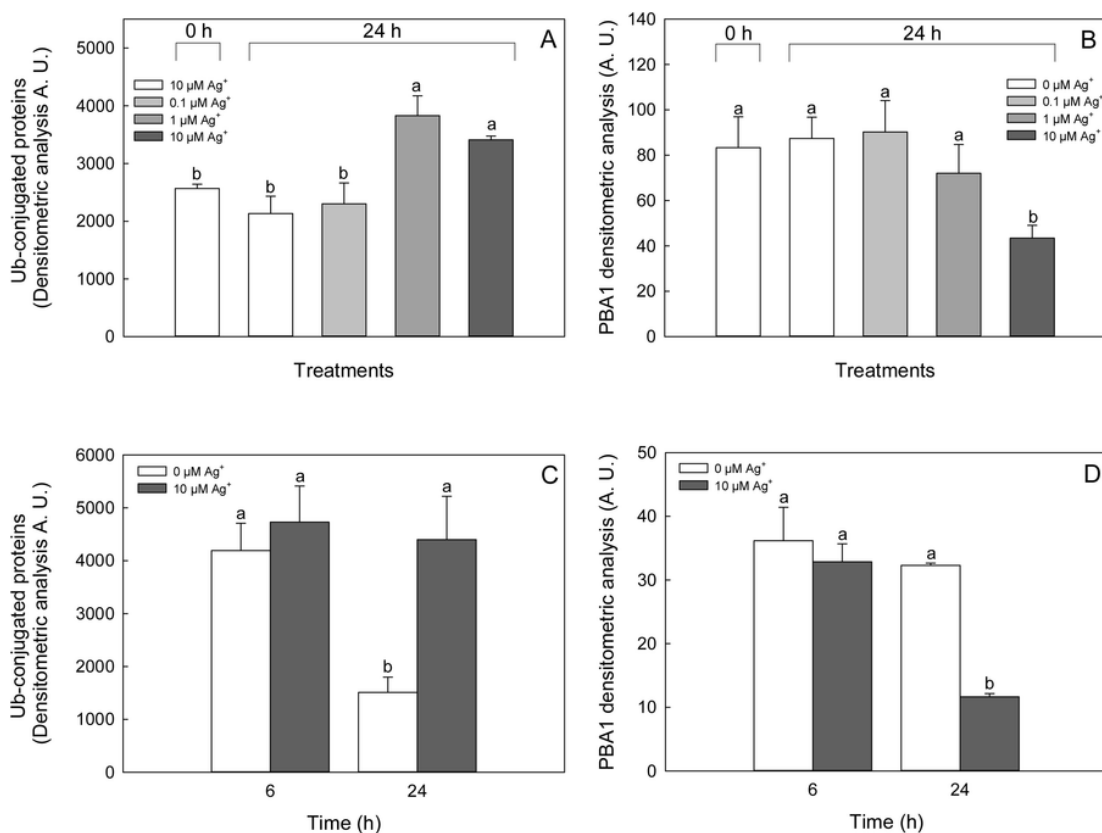 Ub-conjugated proteins
(Densitometric analysis A. U.)
5000
4000
3000
2000
1000
0
0 h
24 h
A
10 µM Ag⁺
0.1 µM Ag⁺
1 µM Ag⁺
10 µM Ag⁺
b
b
b
a
a
Treatments
PBA1 densitometric analysis (A. U.)
140
120
100
80
60
40
20
0
0 h
24 h
B
0 µM Ag⁺
0.1 µM Ag⁺
1 µM Ag⁺
10 µM Ag⁺
a
a
a
a
b
Treatments
Ub-conjugated proteins
(Densitometric analysis A. U.)
6000
5000
4000
3000
2000
1000
0
C
0 µM Ag⁺
10 µM Ag⁺
a
a
b
a
6
24
Time (h)
PBA1 densitometric analysis (A. U.)
50
40
30
20
10
0
D
0 µM Ag⁺
10 µM Ag⁺
a
a
a
b
6
24
Time (h)